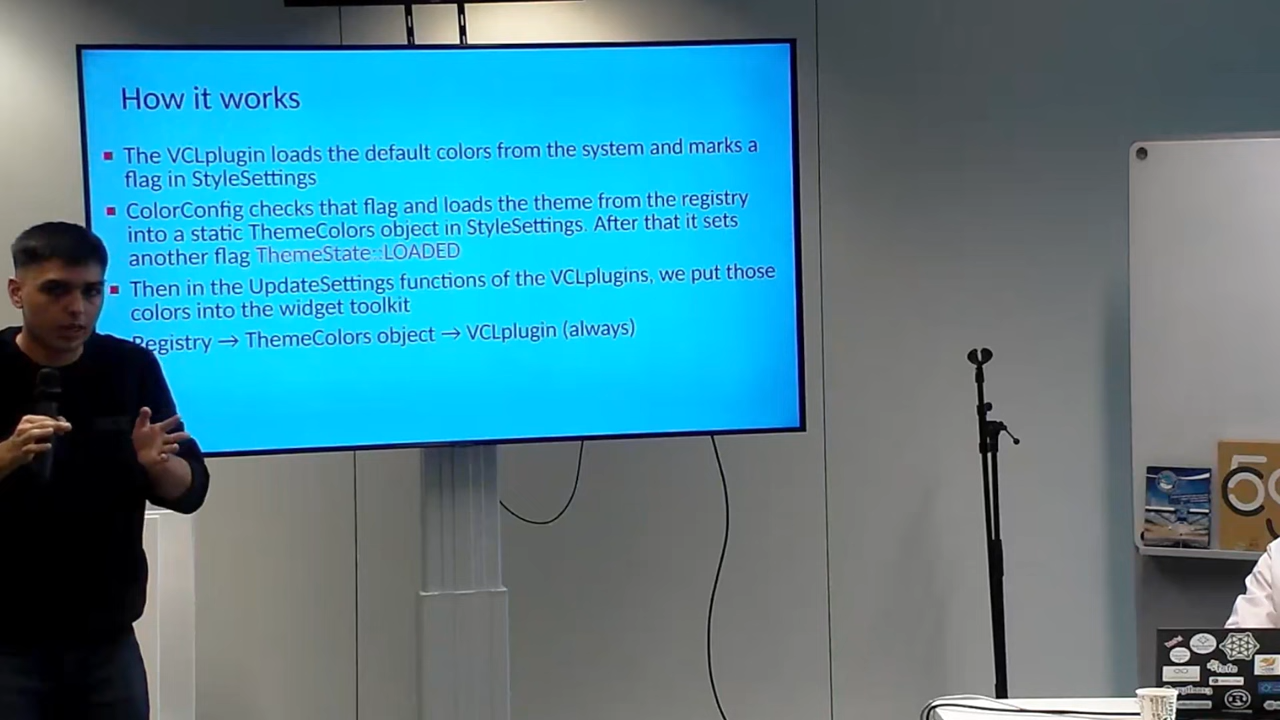 How it works
The VCLplugin loads the default colors from the system and marks a
flag in StyleSettings
ColorConfig checks that flag and loads the theme from the registry
into a static ThemeColors object in StyleSettings. After that it sets
another flag ThemeState::LOADED
Then in the UpdateSettings functions of the VCLplugins, we put those
colors into the widget toolkit
Registry → ThemeColors object → VCLplugin (always)